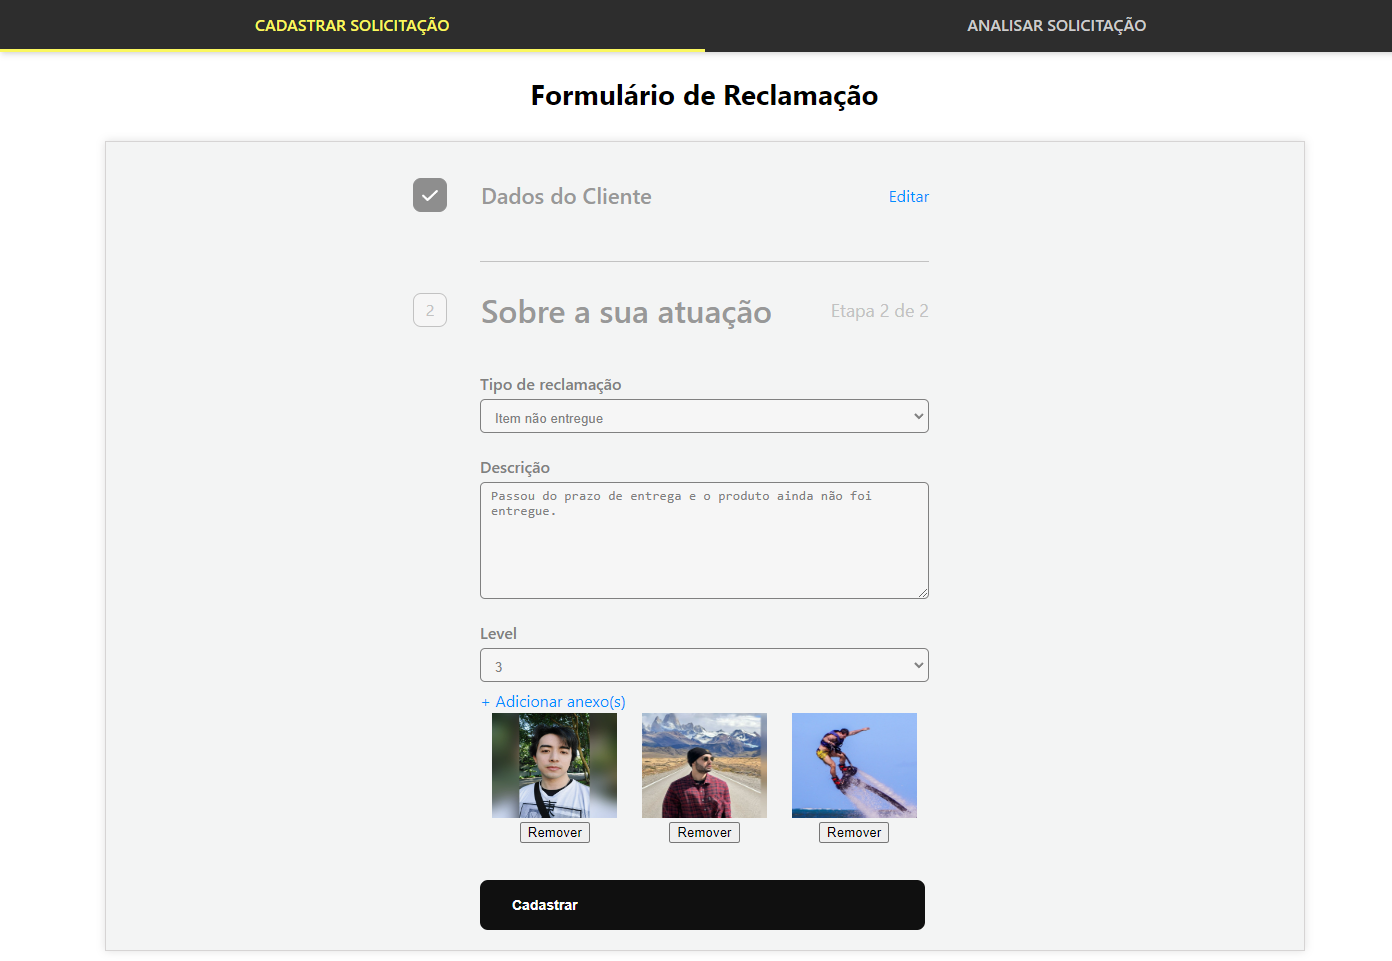 CADASTRAR SOLICITAÇÃO
ANALISAR SOLICITAÇÃO
Formulário de Reclamação
Dados do Cliente
Editar
2
Sobre a sua atuação
Etapa 2 de 2
Tipo de reclamação
Item não entregue
Descrição
Passou do prazo de entrega e o produto ainda não foi
entregue.
Level
3
+ Adicionar anexo(s)
Remover
Remover
Remover
Cadastrar